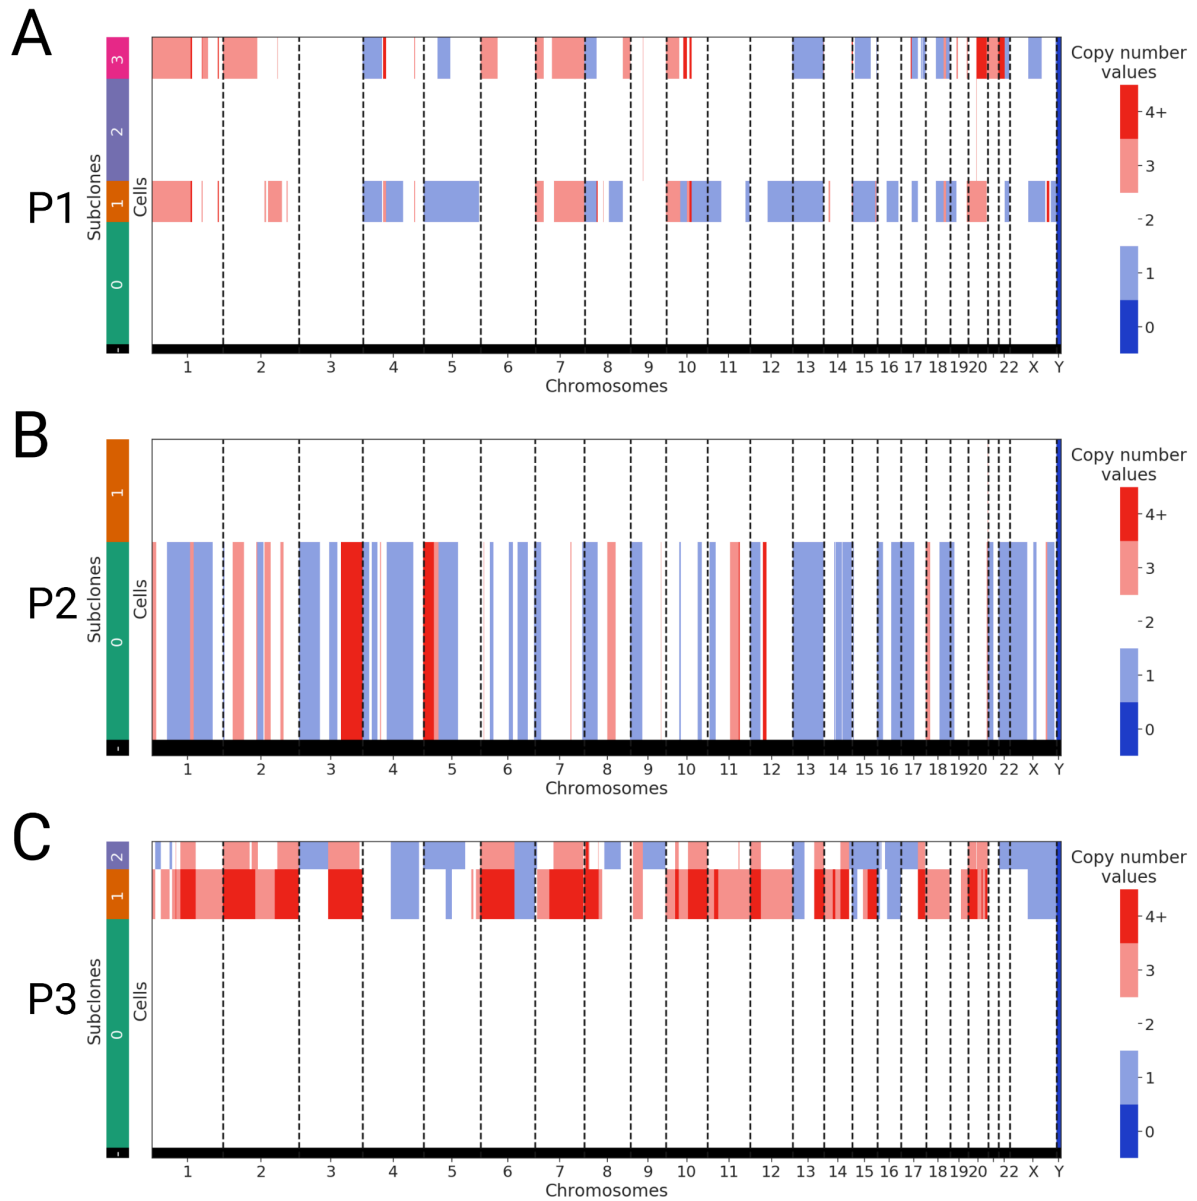 A
P1
Subclones
Cells
3
2
1
0
-
1 2 3 4 5 6 7 8 9 10 11 12 13 14 15 16 17 18 19 20 X Y
Chromosomes
Copy number
values
4+
3
2
1
0
B
P2
Subclones
Cells
1
0
-
1 2 3 4 5 6 7 8 9 10 11 12 13 14 15 16 17 18 19 20 22 X Y
Chromosomes
Copy number
values
4+
3
2
1
0
C
P3
Subclones
Cells
2
1
0
-
1 2 3 4 5 6 7 8 9 10 11 12 13 14 15 16 17 18 19 20 22 X Y
Chromosomes
Copy number
values
4+
3
2
1
0